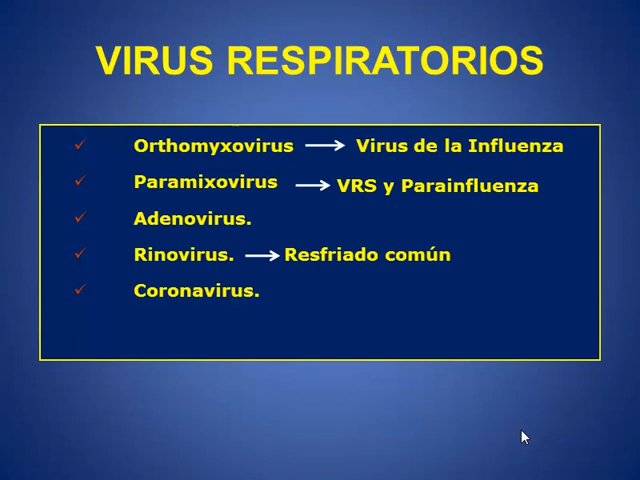 VIRUS RESPIRATORIOS
Orthomyxovirus → Virus de la Influenza
Paramixovirus → VRS y Parainfluenza
Adenovirus.
Rinovirus. → Resfriado común
Coronavirus.